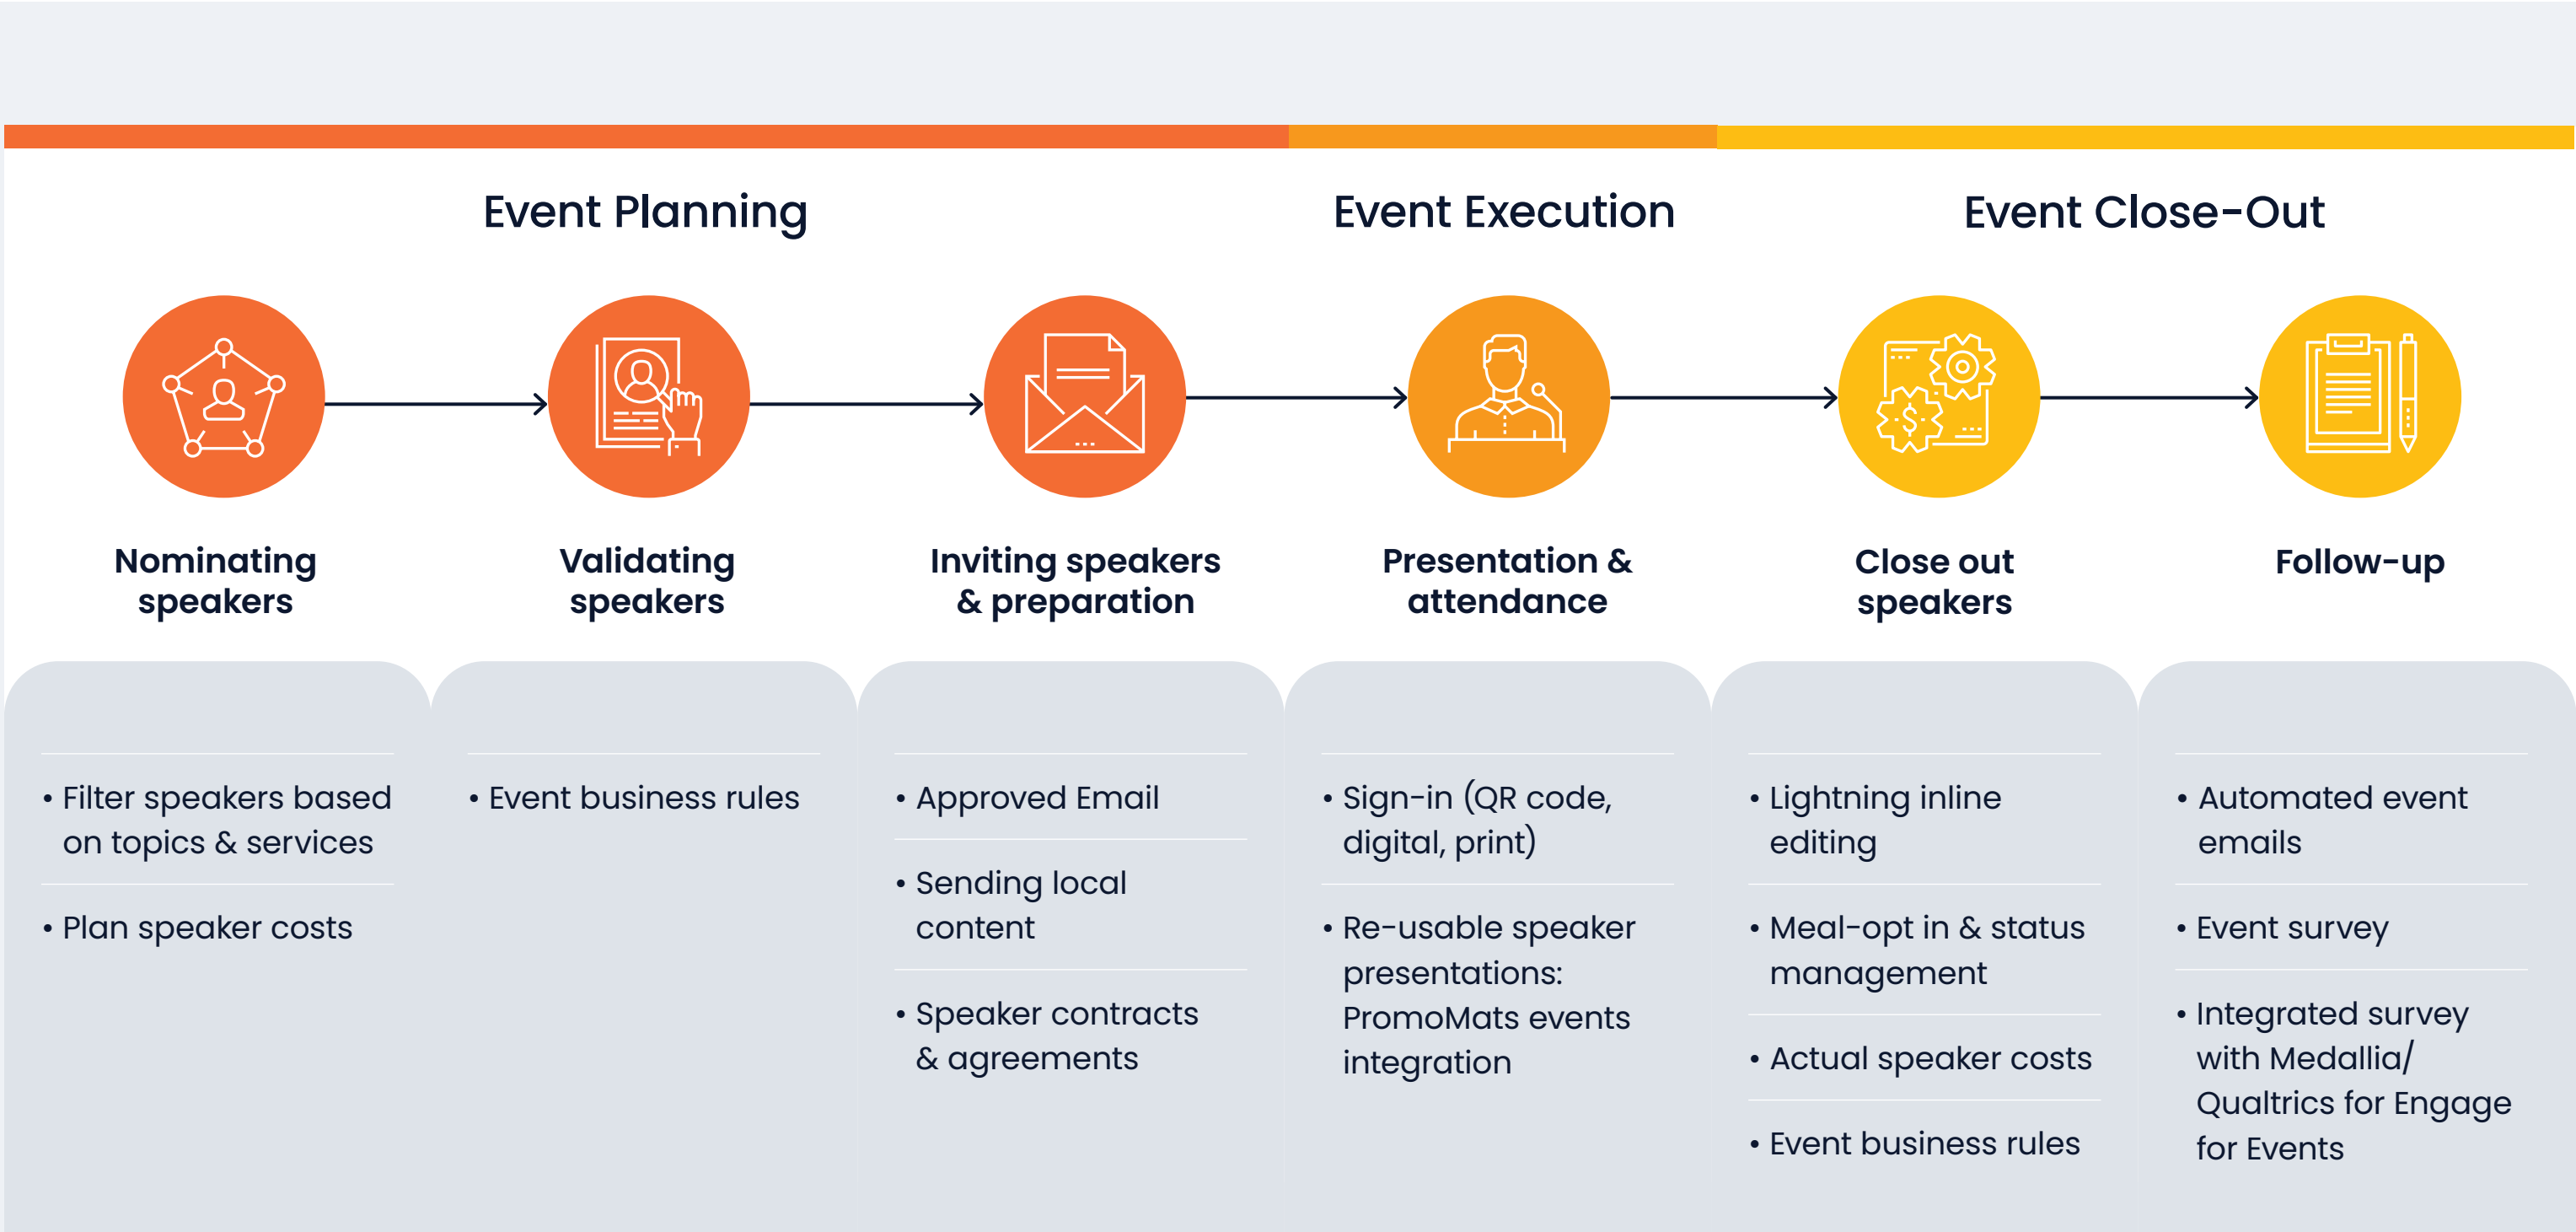 Event Planning
Event Execution
Event Close-Out
Nominating
speakers
Validating
speakers
Inviting speakers
& preparation
Presentation &
attendance
Close out
speakers
Follow-up
• Filter speakers based
on topics & services
• Plan speaker costs
• Event business rules
• Approved Email
• Sending local
content
• Speaker contracts
& agreements
• Sign-in (QR code,
digital, print)
• Re-usable speaker
presentations:
PromoMats events
integration
• Lightning inline
editing
• Meal-opt in & status
management
• Actual speaker costs
• Event business rules
• Automated event
emails
• Event survey
• Integrated survey
with Medallia/
Qualtrics for Engage
for Events